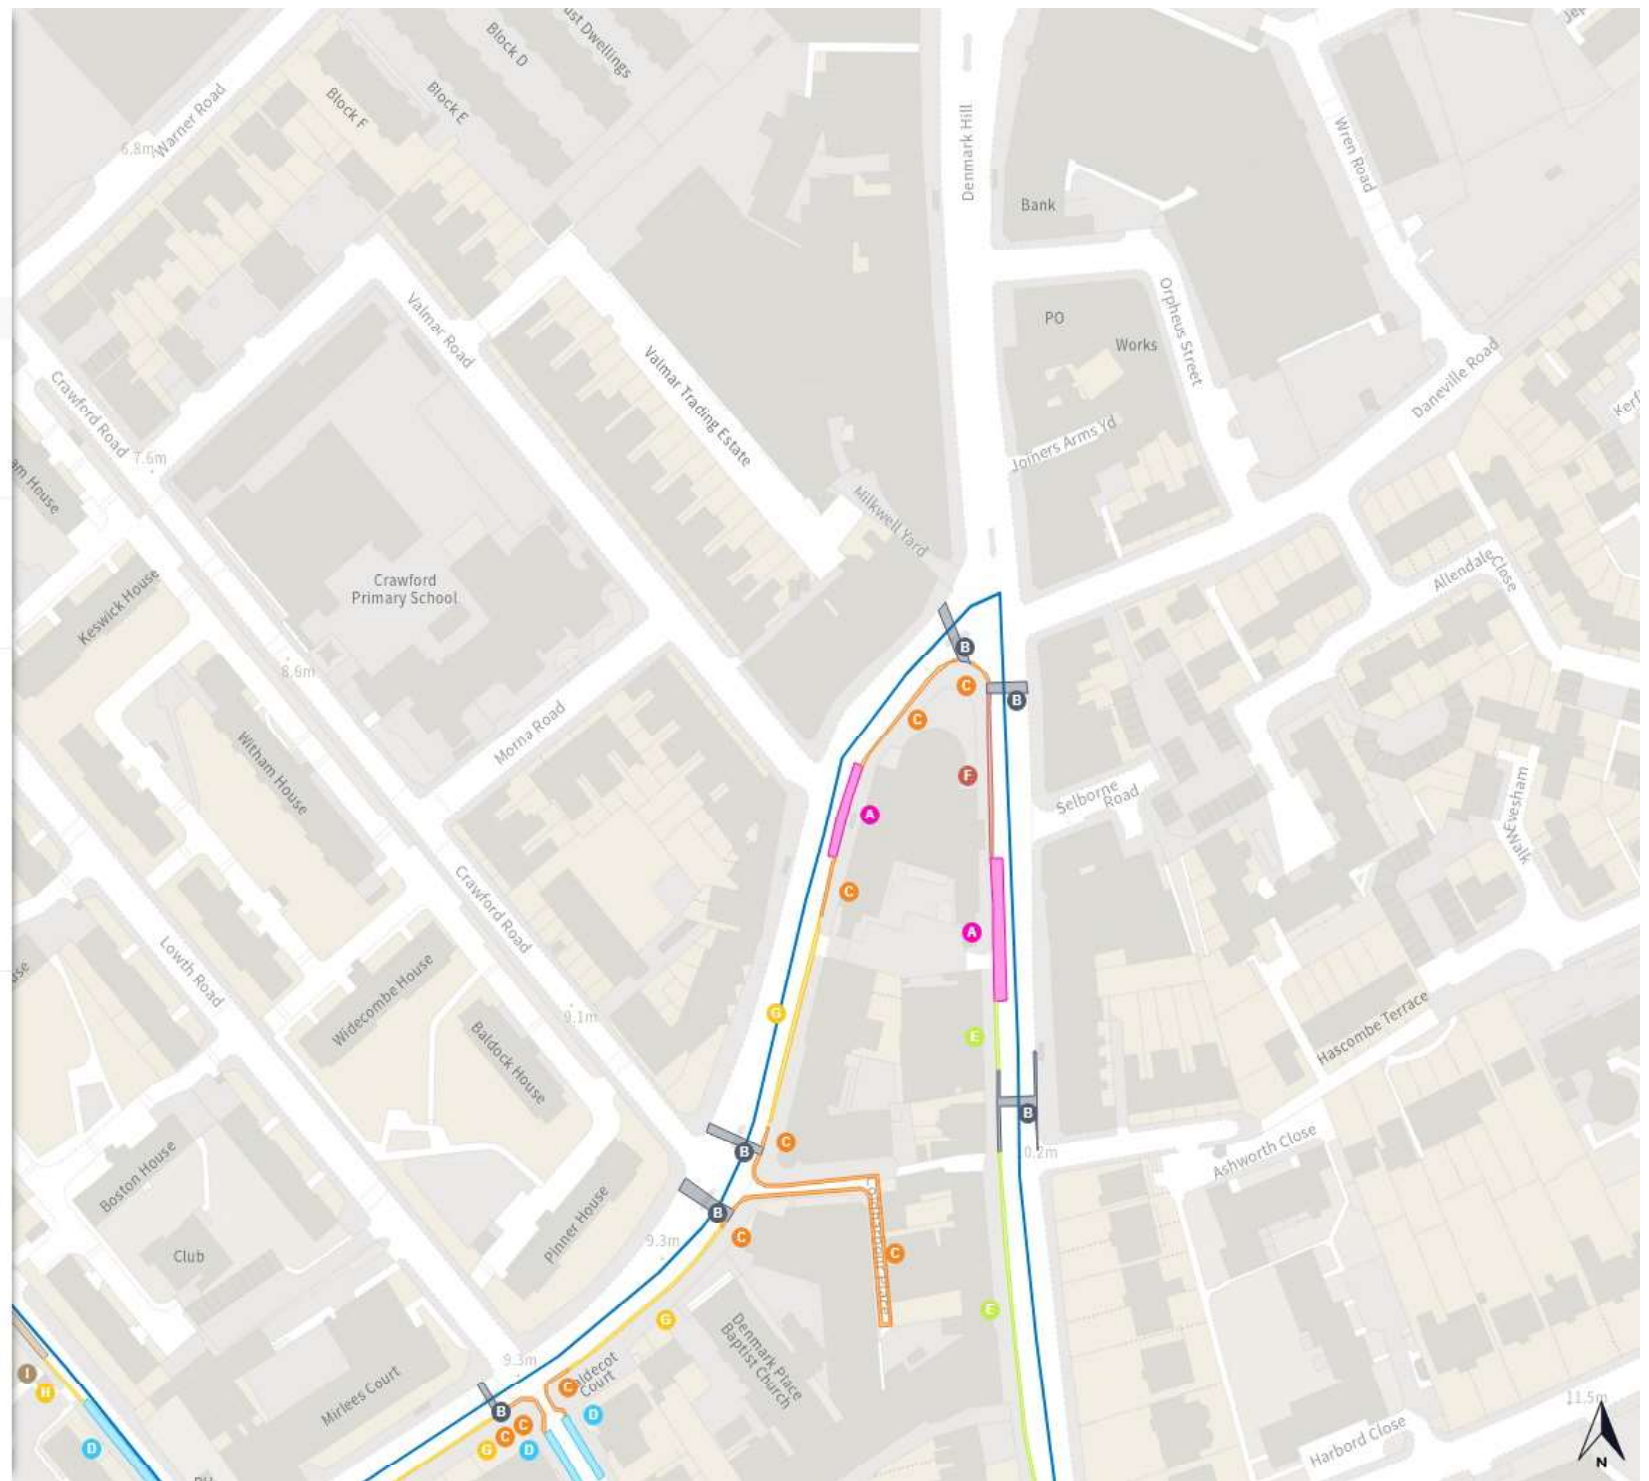 Block D
Block E
Block F
Warner Road
6.8m
Denmark Hill
Wren Road
Bank
PO
Works
Orpheus Street
Valmar Road
Valmar Trading Estate
Crawford Road
7.6m
Daneville Road
Joiners Arms Yd
Milkwell Yard
Allendale
Close
Crawford
Primary School
Keswick House
8.6m
B
C
B
C
Morna Road
Witham House
F
Selborne
Road
Evesham
Walk
A
C
Crawford Road
A
Lowth Road
Widecombe House
G
9.1m
Baldock House
E
Hascombe Terrace
B
Boston House
C
B
Ashworth Close
Pinner House
B
C
Club
9.3m
C
E
G
Denmark Place
Baptist Church
9.3m
Court
I
H
Mirlees Court
C
B
C
D
C
G
D
D
11.5m
Harbord Close
N